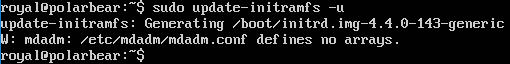 royal@polarbear:~$ sudo update-initramfs -u
update-initramfs: Generating /boot/initrd.img-4.4.0-143-generic
W: mdadm: /etc/mdadm/mdadm.conf defines no arrays.
royal@polarbear:~$